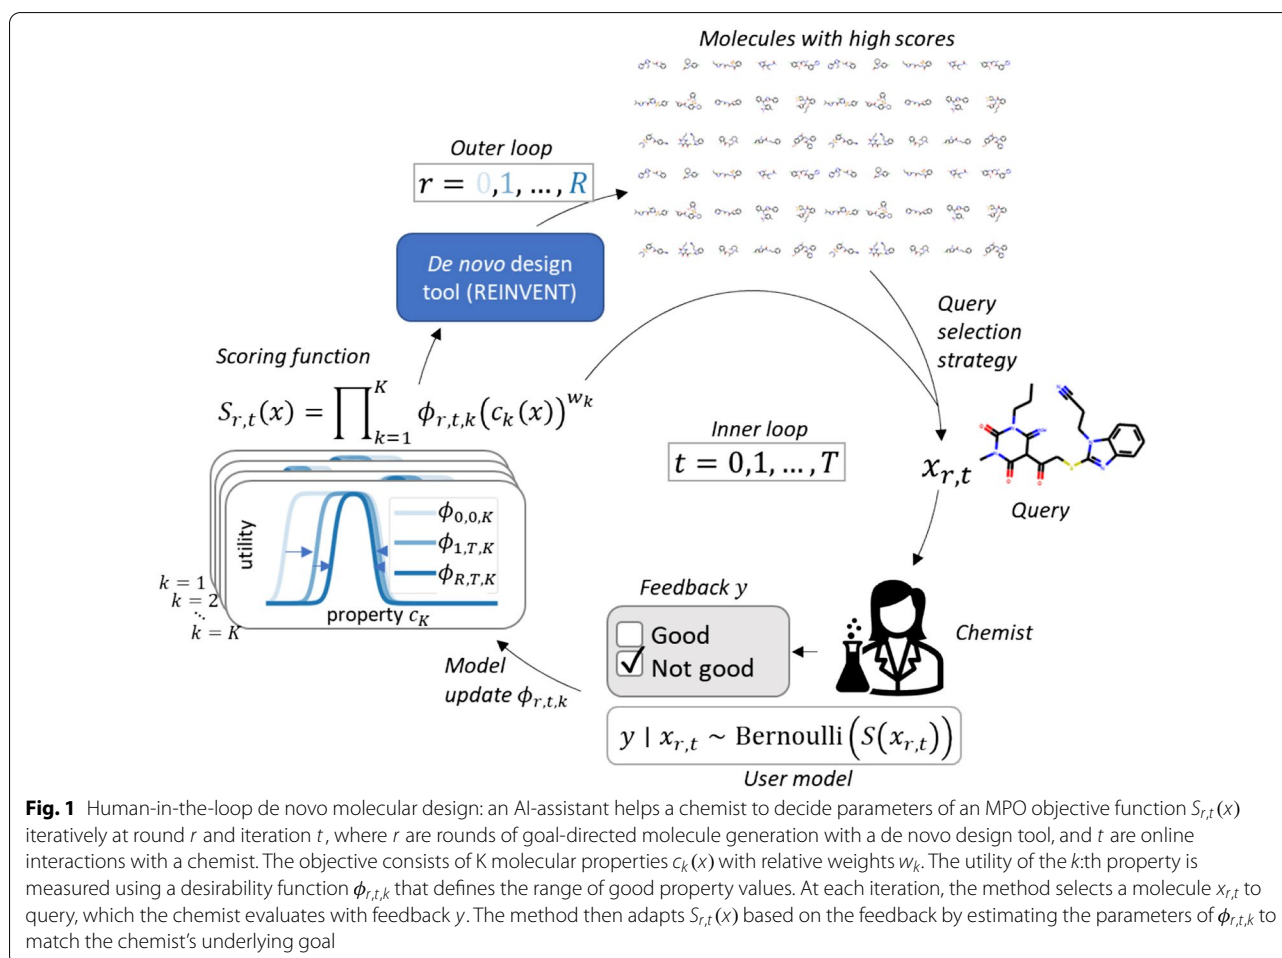 Molecules with high scores
Outer loop
r = 0,1, ..., R
De novo design
tool (REINVENT)
Query
selection
strategy
Scoring function
S_{r,t}(x) = ∏_{k=1}^{K} ϕ_{r,t,k}(c_k(x))^{w_k}
Inner loop
t = 0,1, ..., T
x_{r,t}
Query
utility
ϕ_{0,0,K}
ϕ_{1,T,K}
ϕ_{R,T,K}
property c_K
k = 1
k = 2
⋱
k = K
Model
update ϕ_{r,t,k}
Feedback y
Good
Not good
Chemist
y | x_{r,t} ~ Bernoulli(S(x_{r,t}))
User model
Fig. 1 Human-in-the-loop de novo molecular design: an AI-assistant helps a chemist to decide parameters of an MPO objective function S_{r,t}(x)
iteratively at round r and iteration t, where r are rounds of goal-directed molecule generation with a de novo design tool, and t are online
interactions with a chemist. The objective consists of K molecular properties c_k(x) with relative weights w_k. The utility of the k:th property is
measured using a desirability function ϕ_{r,t,k} that defines the range of good property values. At each iteration, the method selects a molecule x_{r,t} to
query, which the chemist evaluates with feedback y. The method then adapts S_{r,t}(x) based on the feedback by estimating the parameters of ϕ_{r,t,k} to
match the chemist's underlying goal